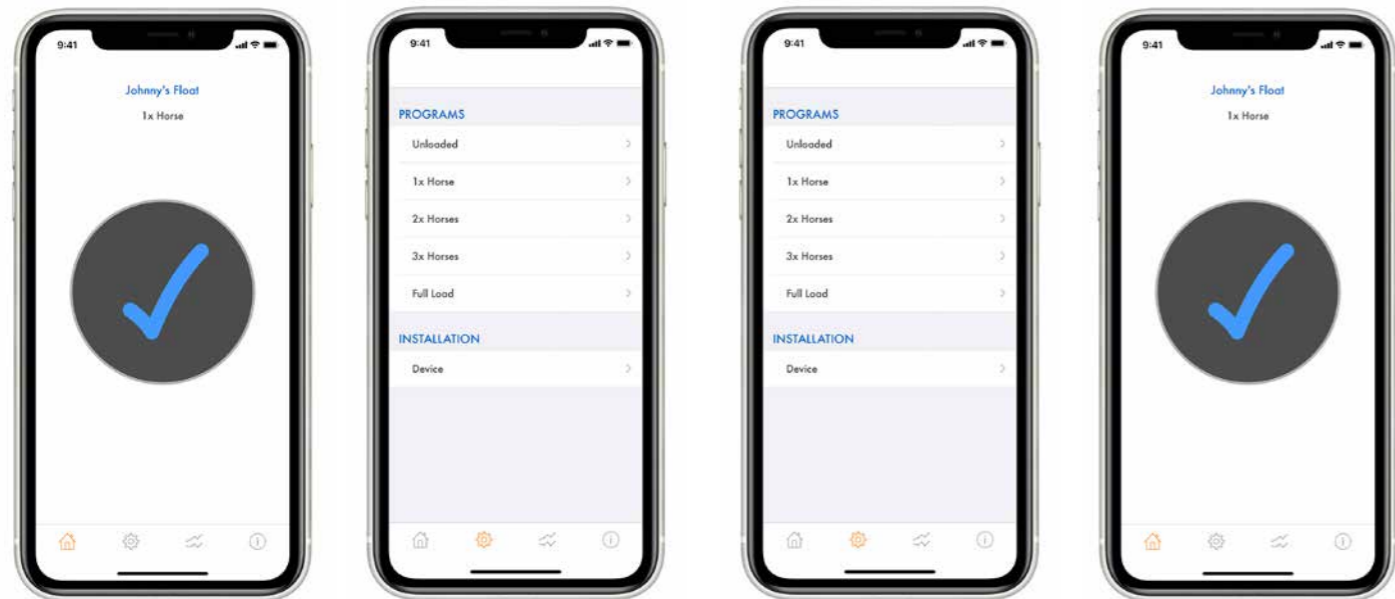 9:41
Johnny's Float
1x Horse
9:41
PROGRAMS
Unloaded
1x Horse
2x Horses
3x Horses
Full Load
INSTALLATION
Device
9:41
PROGRAMS
Unloaded
1x Horse
2x Horses
3x Horses
Full Load
INSTALLATION
Device
9:41
Johnny's Float
1x Horse